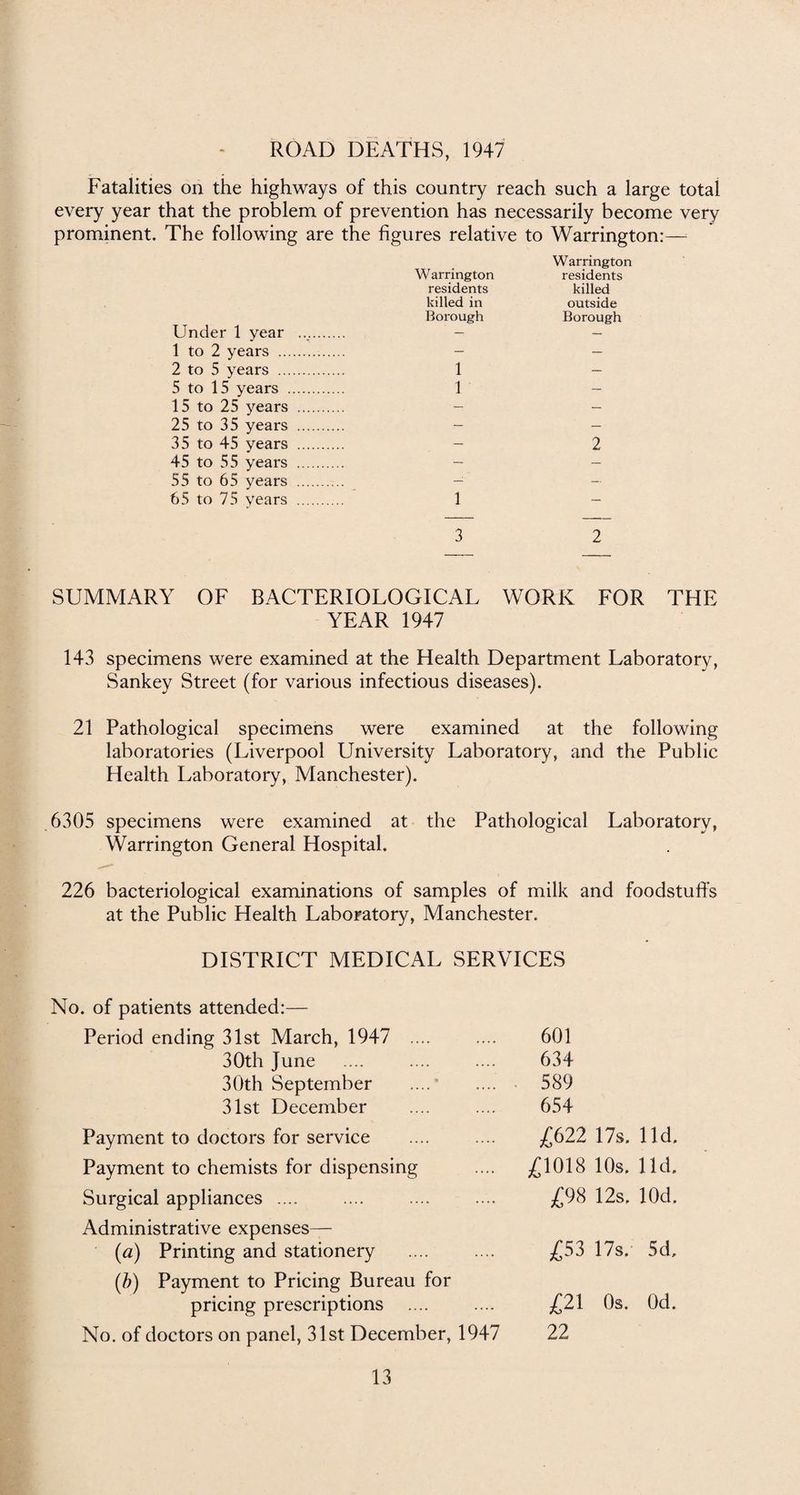 ROAD DEATHS, 1947
Fatalities on the highways of this country reach such a large total
every year that the problem of prevention has necessarily become very
prominent. The following are the figures relative to Warrington:—
Warrington residents killed in Borough Warrington residents killed outside Borough
Under 1 year .......... – –
1 to 2 years .............. – –
2 to 5 years .............. 1 –
5 to 15 years ............ 1 –
15 to 25 years .......... – –
25 to 35 years .......... – –
35 to 45 years .......... – 2
45 to 55 years .......... – –
55 to 65 years .......... – –
65 to 75 years .......... 1 –
3 2
SUMMARY OF BACTERIOLOGICAL WORK FOR THE
YEAR 1947
143 specimens were examined at the Health Department Laboratory,
Sankey Street (for various infectious diseases).
21 Pathological specimens were examined at the following
laboratories (Liverpool University Laboratory, and the Public
Health Laboratory, Manchester).
6305 specimens were examined at the Pathological Laboratory,
Warrington General Hospital.
226 bacteriological examinations of samples of milk and foodstuffs
at the Public Health Laboratory, Manchester.
DISTRICT MEDICAL SERVICES
No. of patients attended:—
Period ending 31st March, 1947 .... .... 601
30th June .... .... .... 634
30th September .... .... 589
31st December .... .... 654
Payment to doctors for service .... .... £622 17s. 11d.
Payment to chemists for dispensing .... £1018 10s. 11d.
Surgical appliances .... .... .... .... £98 12s. 10d.
Administrative expenses—
(a) Printing and stationery .... .... £53 17s. 5d.
(b) Payment to Pricing Bureau for
pricing prescriptions .... .... £21 0s. 0d.
No. of doctors on panel, 31st December, 1947 22
13